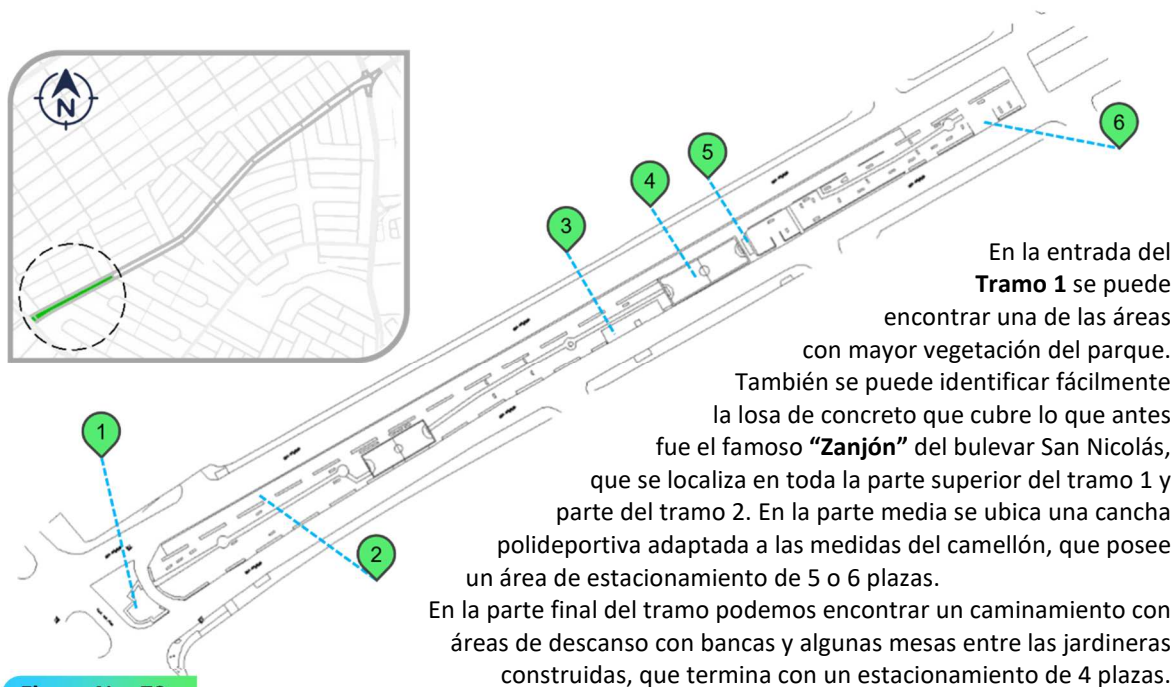 N
6
5
4
3
En la entrada del
Tramo 1 se puede
encontrar una de las áreas
con mayor vegetación del parque.
También se puede identificar fácilmente
la losa de concreto que cubre lo que antes
1
fue el famoso “Zanjón” del bulevar San Nicolás,
que se localiza en toda la parte superior del tramo 1 y
parte del tramo 2. En la parte media se ubica una cancha
2
polideportiva adaptada a las medidas del camellón, que posee
un área de estacionamiento de 5 o 6 plazas.
En la parte final del tramo podemos encontrar un caminamiento con
áreas de descanso con bancas y algunas mesas entre las jardineras
construidas, que termina con un estacionamiento de 4 plazas.